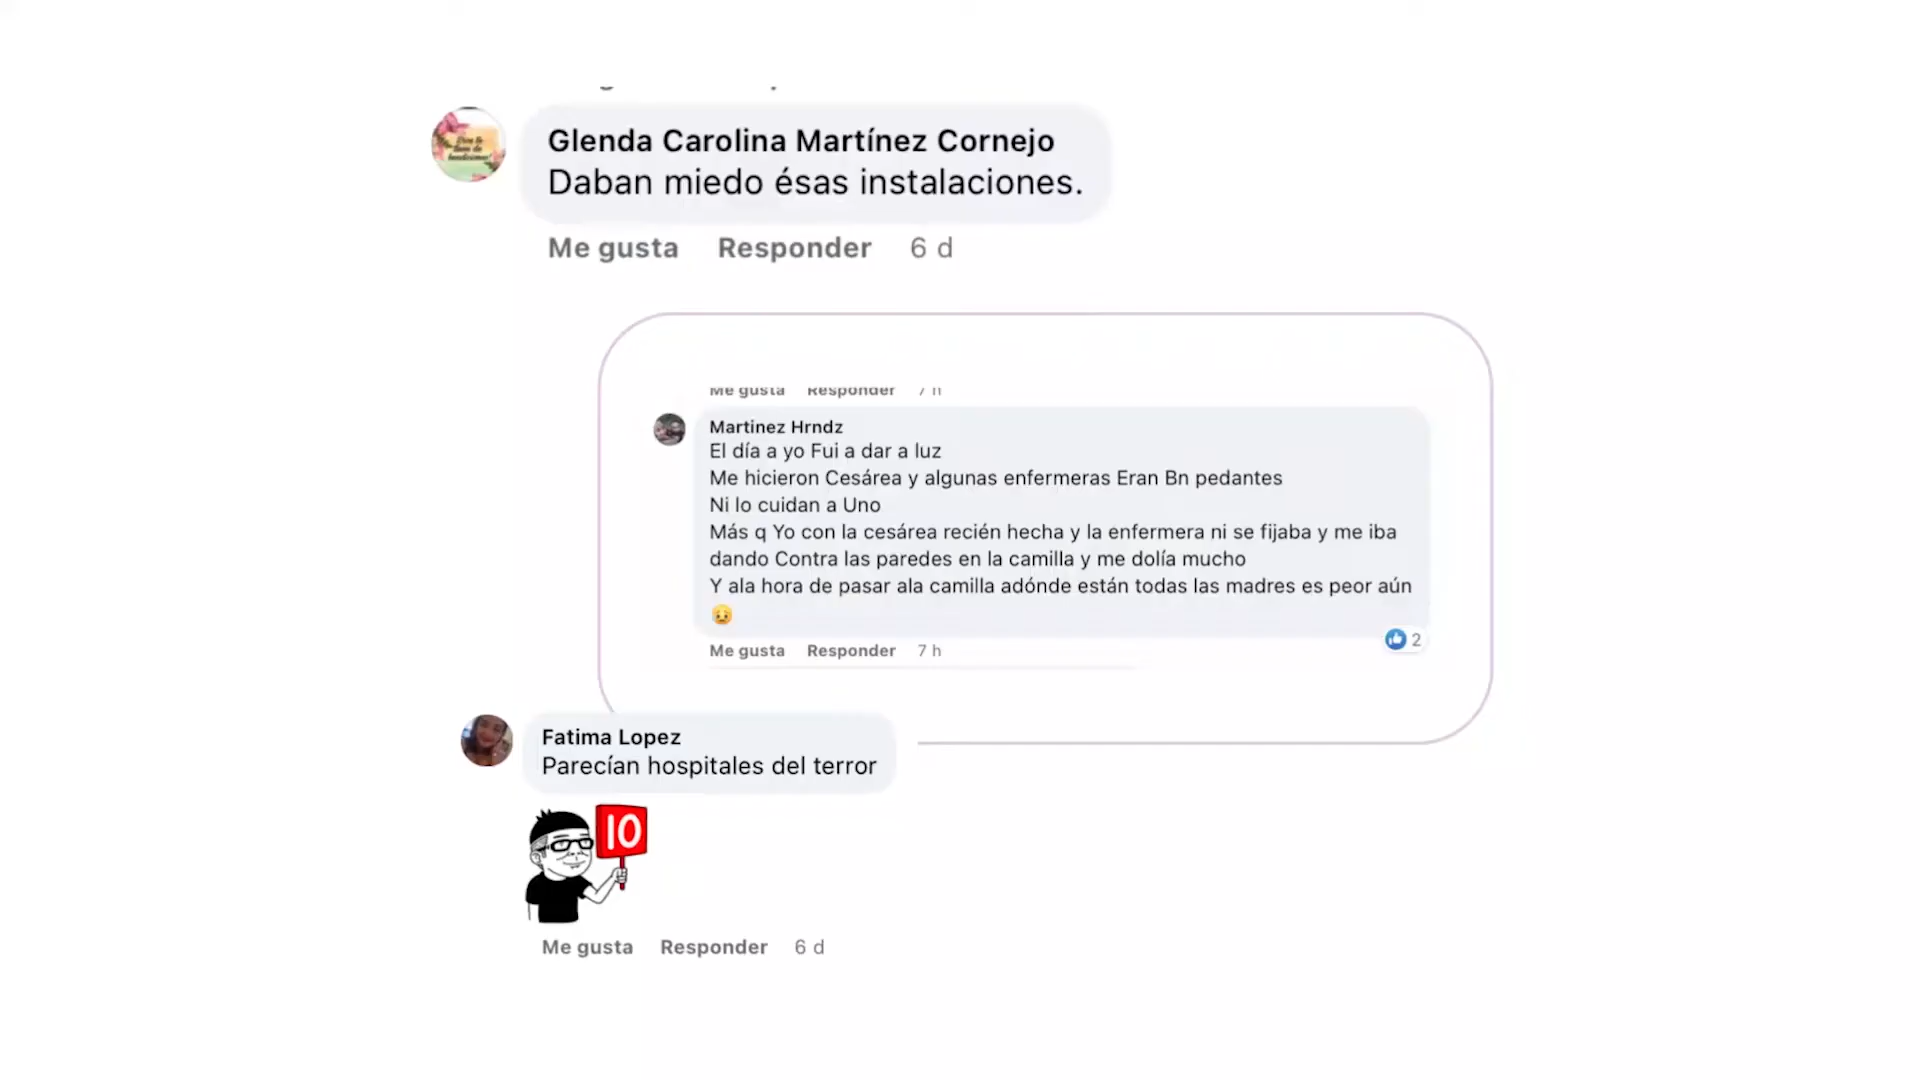 Glenda Carolina Martínez Cornejo
Daban miedo ésas instalaciones.
Me gusta Responder 6 d
Me gusta Responder 7 h
Martinez Hrndz
El día a yo Fui a dar a luz
Me hicieron Cesárea y algunas enfermeras Eran Bn pedantes
Ni lo cuidan a Uno
Más q Yo con la cesárea recién hecha y la enfermera ni se fijaba y me iba
dando Contra las paredes en la camilla y me dolía mucho
Y ala hora de pasar ala camilla adónde están todas las madres es peor aún
😥
2
Me gusta Responder 7 h
Fatima Lopez
Parecían hospitales del terror
10
Me gusta Responder 6 d